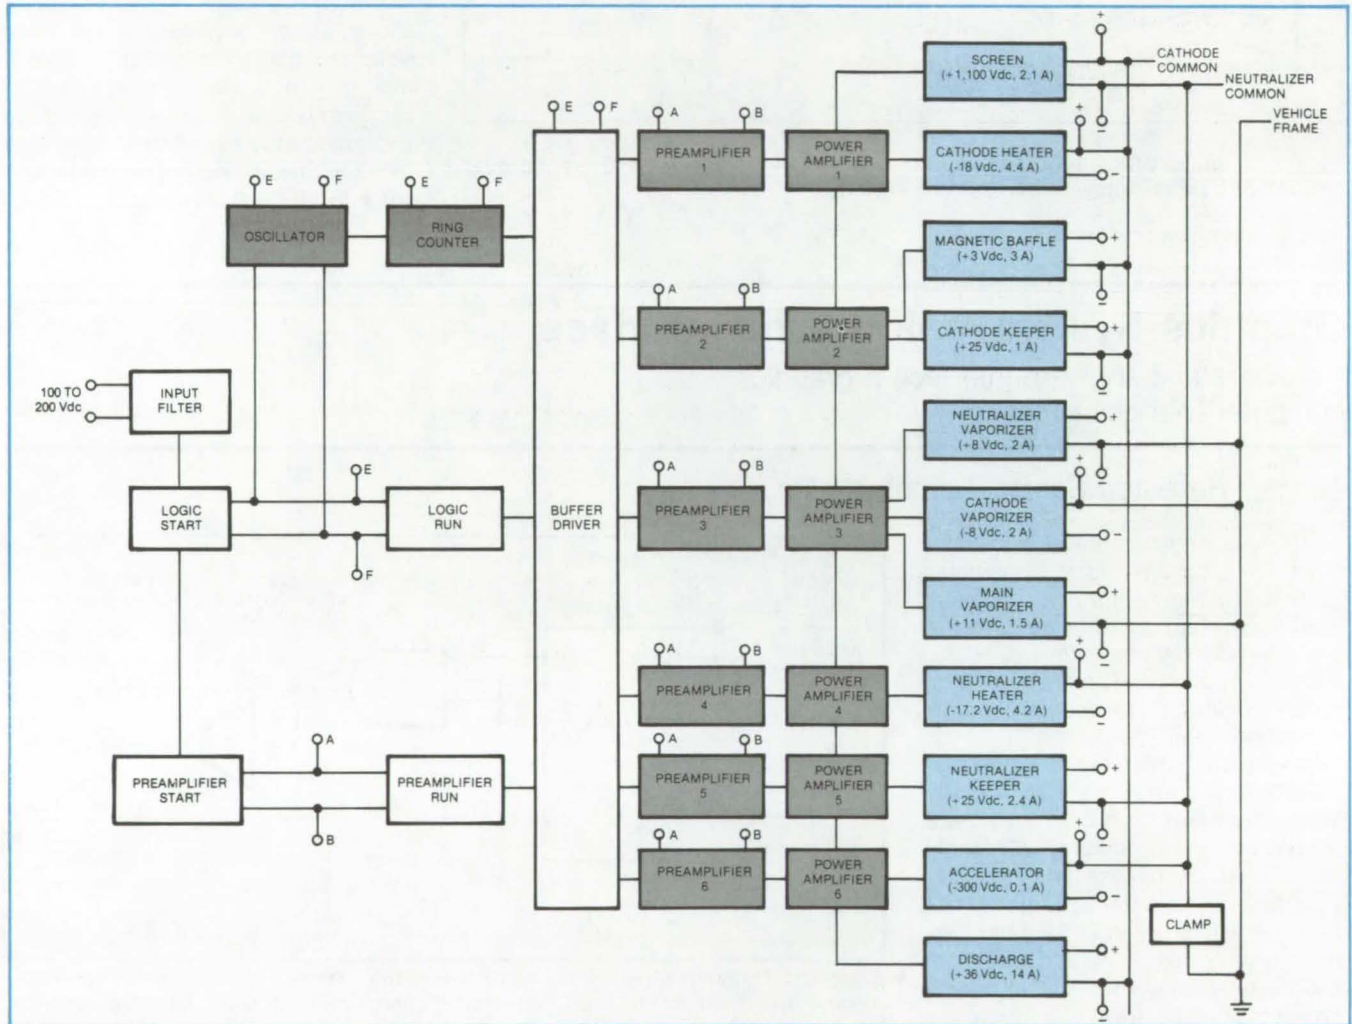 +
SCREEN
(+1,100 Vdc, 2.1 A)
CATHODE
COMMON
NEUTRALIZER
COMMON
VEHICLE
FRAME
E
F
A
B
+
−
PREAMPLIFIER
1
POWER
AMPLIFIER
1
CATHODE HEATER
(-18 Vdc, 4.4 A)
−
E
F
E
F
OSCILLATOR
RING
COUNTER
MAGNETIC BAFFLE
(+3 Vdc, 3 A)
+
−
A
B
PREAMPLIFIER
2
POWER
AMPLIFIER
2
CATHODE KEEPER
(+25 Vdc, 1 A)
+
−
100 TO
200 Vdc
INPUT
FILTER
NEUTRALIZER
VAPORIZER
(+8 Vdc, 2 A)
+
+
−
E
A
B
LOGIC
START
LOGIC
RUN
BUFFER
DRIVER
PREAMPLIFIER
3
POWER
AMPLIFIER
3
CATHODE
VAPORIZER
(-8 Vdc, 2 A)
−
F
MAIN
VAPORIZER
(+11 Vdc, 1.5 A)
+
+
−
A
B
PREAMPLIFIER
4
POWER
AMPLIFIER
4
NEUTRALIZER
HEATER
(-17.2 Vdc, 4.2 A)
−
A
A
B
PREAMPLIFIER
START
PREAMPLIFIER
RUN
PREAMPLIFIER
5
POWER
AMPLIFIER
5
NEUTRALIZER
KEEPER
(+25 Vdc, 2.4 A)
+
+
−
B
A
B
PREAMPLIFIER
6
POWER
AMPLIFIER
6
ACCELERATOR
(-300 Vdc, 0.1 A)
−
CLAMP
DISCHARGE
(+36 Vdc, 14 A)
+
−